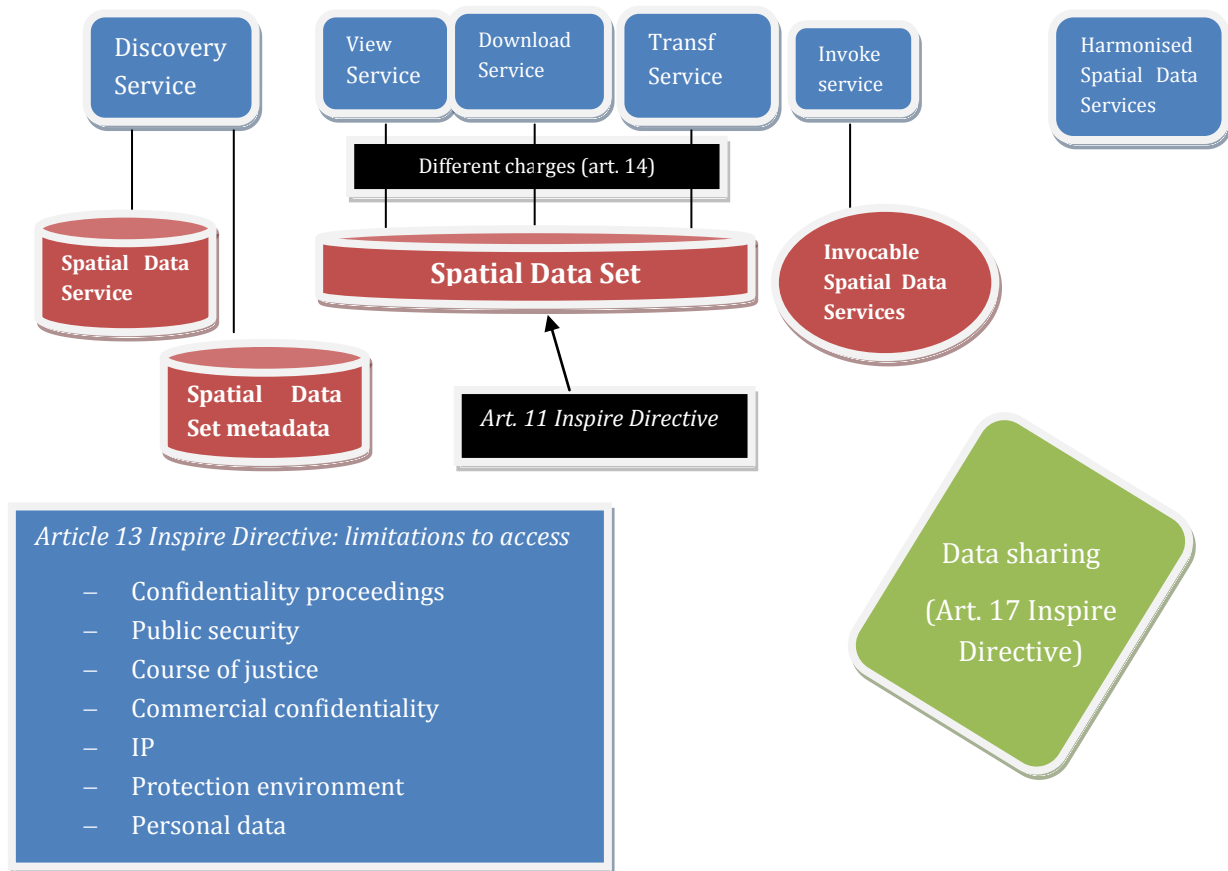 Discovery
Service
View
Service
Download
Service
Transf
Service
Invoke
service
Harmonised
Spatial Data
Services
Different charges (art. 14)
Spatial Data
Service
Spatial Data Set
Invocable
Spatial Data
Services
Spatial Data
Set metadata
Art. 11 Inspire Directive
Article 13 Inspire Directive: limitations to access
– Confidentiality proceedings
– Public security
– Course of justice
– Commercial confidentiality
– IP
– Protection environment
– Personal data
Data sharing
(Art. 17 Inspire
Directive)